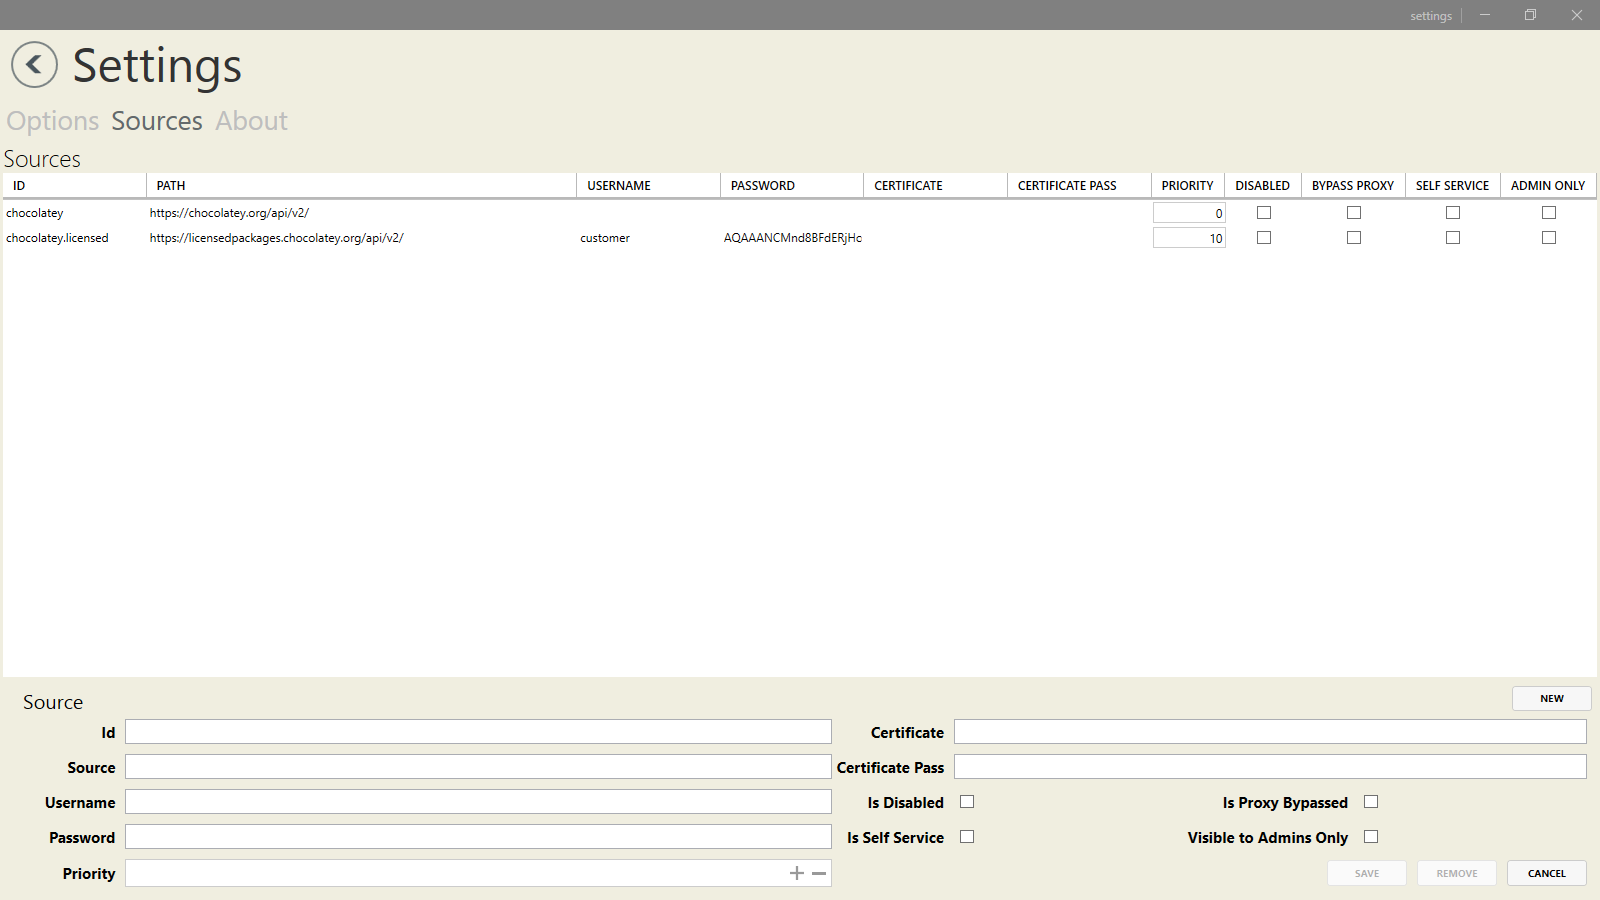 settings
Settings
Options Sources About
Sources
ID PATH USERNAME PASSWORD CERTIFICATE CERTIFICATE PASS PRIORITY DISABLED BYPASS PROXY SELF SERVICE ADMIN ONLY
chocolatey https://chocolatey.org/api/v2/ 0
chocolatey.licensed https://licensedpackages.chocolatey.org/api/v2/ customer AQAAANCMnd8BFdERjHc 10
Source NEW
Id Certificate
Source Certificate Pass
Username Is Disabled Is Proxy Bypassed
Password Is Self Service Visible to Admins Only
Priority SAVE REMOVE CANCEL